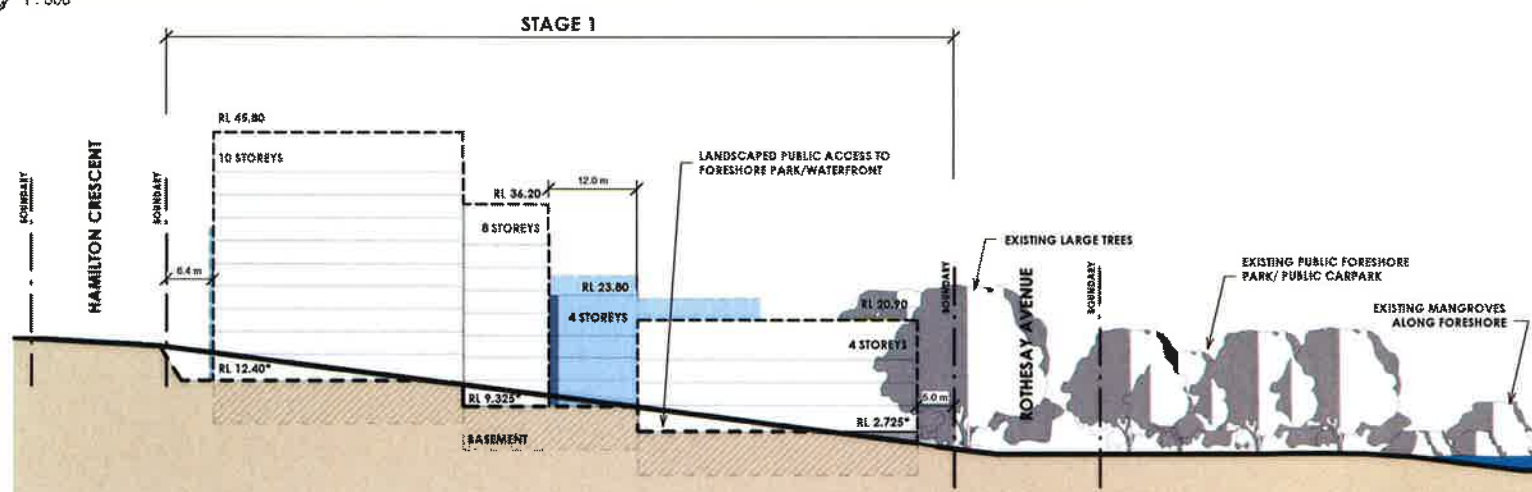 STAGE 1
RL 45.80
10 STOREYS
LANDSCAPED PUBLIC ACCESS TO
FORESHORE PARK/WATERFRONT
BOUNDARY
HAMILTON CRESCENT
BOUNDARY
RL 36.20
12.0 m
8 STOREYS
EXISTING LARGE TREES
EXISTING PUBLIC FORESHORE
PARK/ PUBLIC CARPARK
6.4 m
RL 23.80
4 STOREYS
RL 20.90
4 STOREYS
BOUNDARY
ROTHESAY AVENUE
BOUNDARY
EXISTING MANGROVES
ALONG FORESHORE
RL 12.40*
RL 9.325*
5.0 m
RL 2.725*
BASEMENT